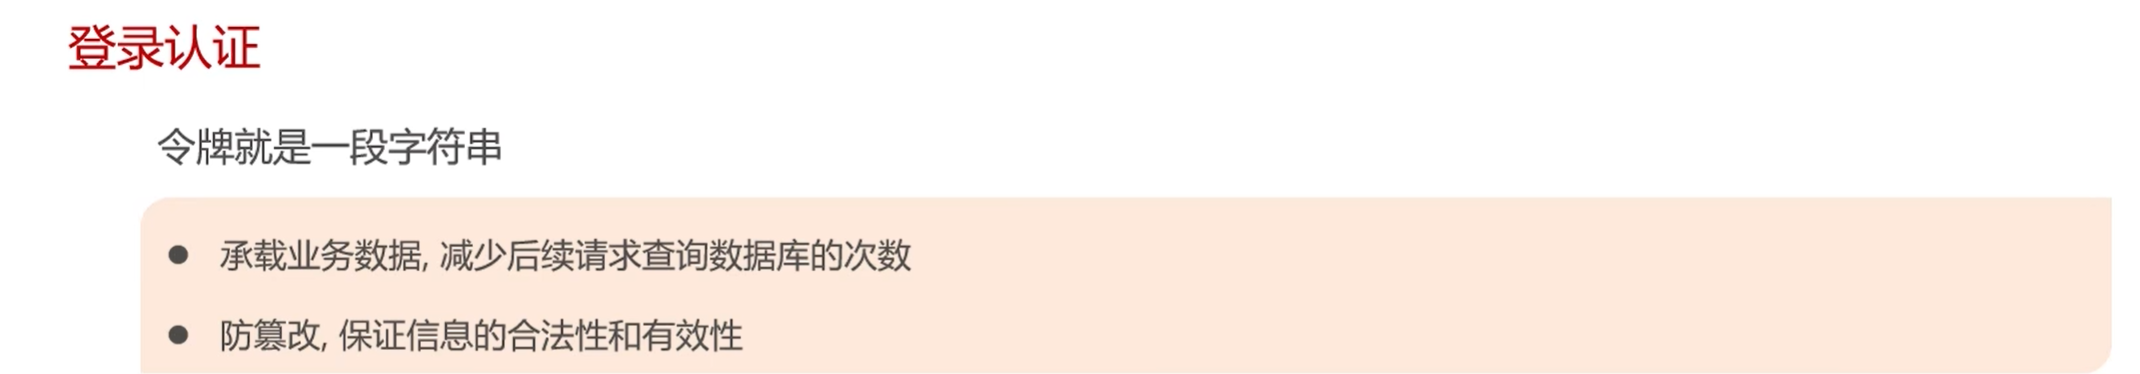 登录认证
令牌就是一段字符串
● 承载业务数据, 减少后续请求查询数据库的次数
● 防篡改, 保证信息的合法性和有效性